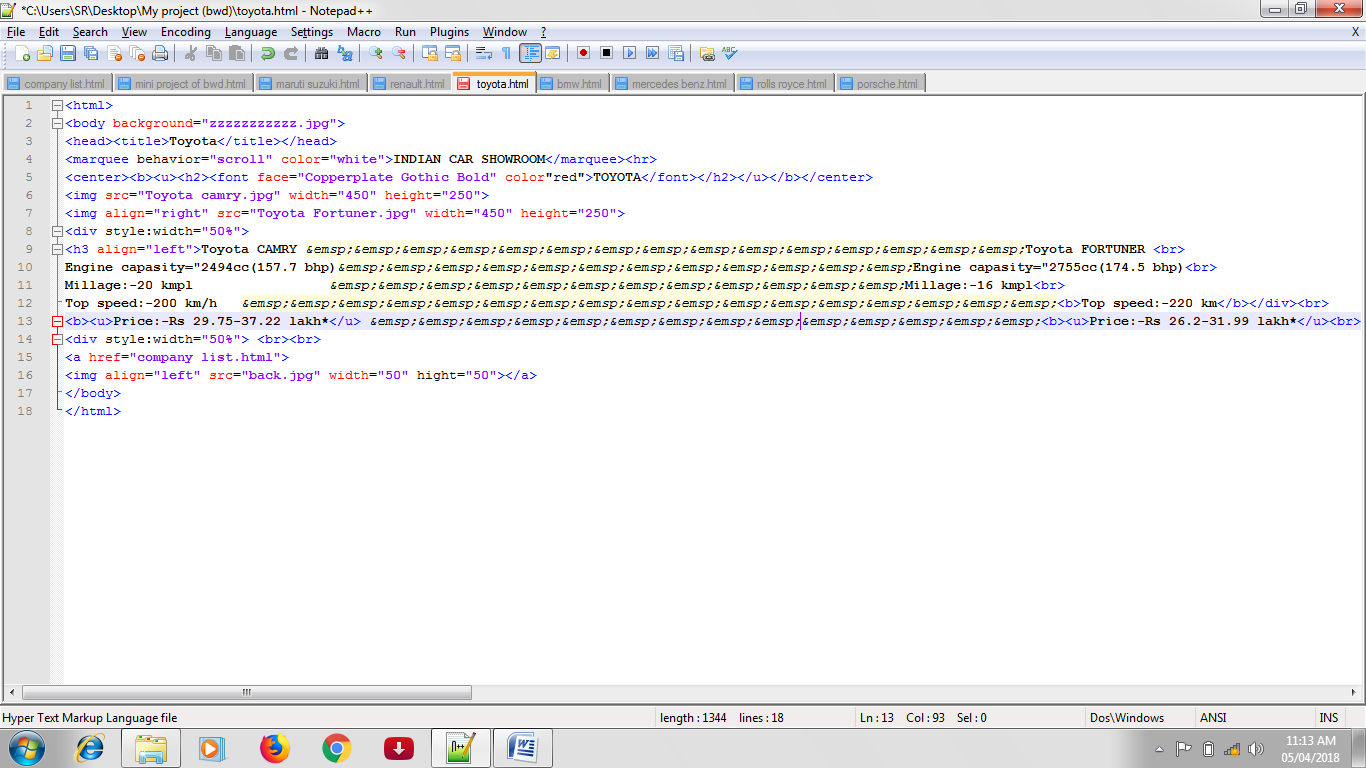 *C:\Users\SR\Desktop\My project (bwd)\toyota.html - Notepad++
File Edit Search View Encoding Language Settings Macro Run Plugins Window ? X
company list.html mini project of bwd.html maruti suzuki.html renault.html toyota.html bmw.html mercedes benz.html rolls royce.html porsche.html
1 <html>
2 <body background="zzzzzzzzzzz.jpg">
3 <head><title>Toyota</title></head>
4 <marquee behavior="scroll" color="white">INDIAN CAR SHOWROOM</marquee><hr>
5 <center><b><u><h2><font face="Copperplate Gothic Bold" color"red">TOYOTA</font></h2></u></b></center>
6 <img src="Toyota camry.jpg" width="450" height="250">
7 <img align="right" src="Toyota Fortuner.jpg" width="450" height="250">
8 <div style:width="50%">
9 <h3 align="left">Toyota CAMRY &emsp;&emsp;&emsp;&emsp;&emsp;&emsp;&emsp;&emsp;&emsp;&emsp;&emsp;&emsp;&emsp;&emsp;&emsp;Toyota FORTUNER <br>
10 Engine capasity="2494cc(157.7 bhp)&emsp;&emsp;&emsp;&emsp;&emsp;&emsp;&emsp;&emsp;&emsp;&emsp;&emsp;&emsp;Engine capasity="2755cc(174.5 bhp)<br>
11 Millage:-20 kmpl &emsp;&emsp;&emsp;&emsp;&emsp;&emsp;&emsp;&emsp;&emsp;&emsp;&emsp;&emsp;Millage:-16 kmpl<br>
12 Top speed:-200 km/h &emsp;&emsp;&emsp;&emsp;&emsp;&emsp;&emsp;&emsp;&emsp;&emsp;&emsp;&emsp;&emsp;&emsp;&emsp;&emsp;&emsp;<b>Top speed:-220 km</b></div><br>
13 <b><u>Price:-Rs 29.75-37.22 lakh*</u> &emsp;&emsp;&emsp;&emsp;&emsp;&emsp;&emsp;&emsp;&emsp;&emsp;&emsp;&emsp;&emsp;&emsp;<b><u>Price:-Rs 26.2-31.99 lakh*</u><br>
14 <div style:width="50%"> <br><br>
15 <a href="company list.html">
16 <img align="left" src="back.jpg" width="50" hight="50"></a>
17 </body>
18 </html>
Hyper Text Markup Language file length : 1344 lines : 18 Ln : 13 Col : 93 Sel : 0 Dos\Windows ANSI INS
11:13 AM
05/04/2018